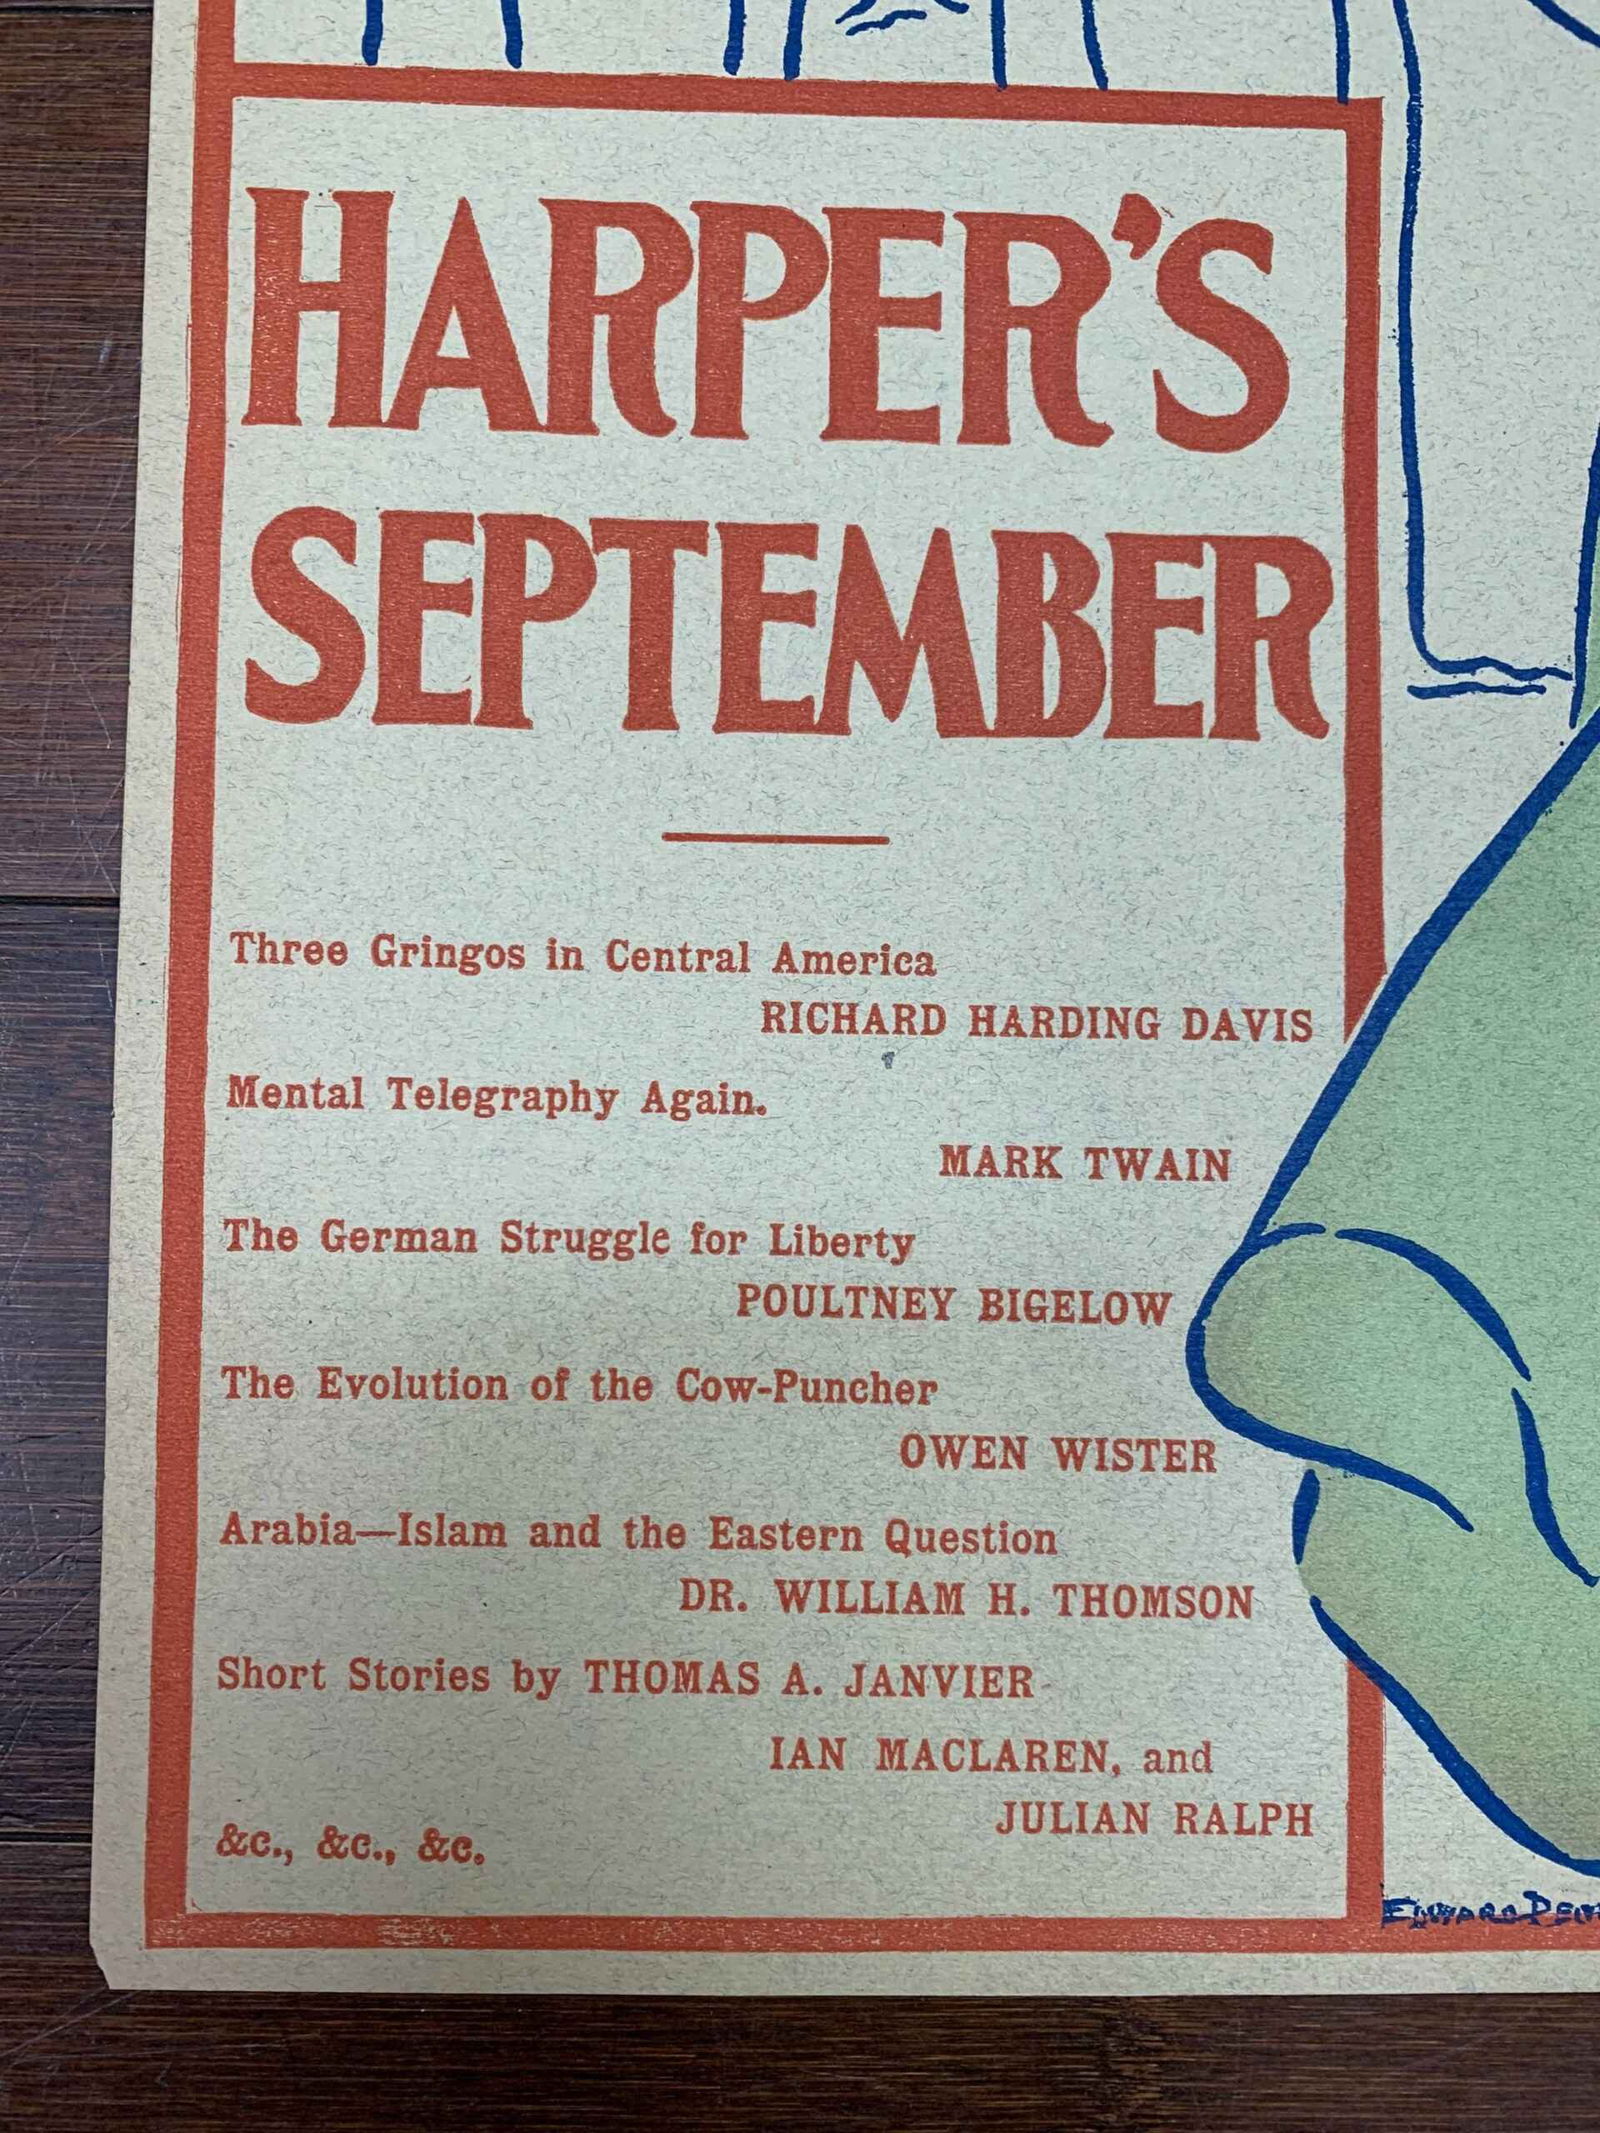 HARPER'S
SEPTEMBER
Three Gringos in Central America
RICHARD HARDING DAVIS
Mental Telegraphy Again.
MARK TWAIN
The German Struggle for Liberty
POULTNEY BIGELOW
The Evolution of the Cow-Puncher
OWEN WISTER
Arabia—Islam and the Eastern Question
DR. WILLIAM H. THOMSON
Short Stories by THOMAS A. JANVIER
IAN MACLAREN, and
JULIAN RALPH
&c., &c., &c.
EDWARD